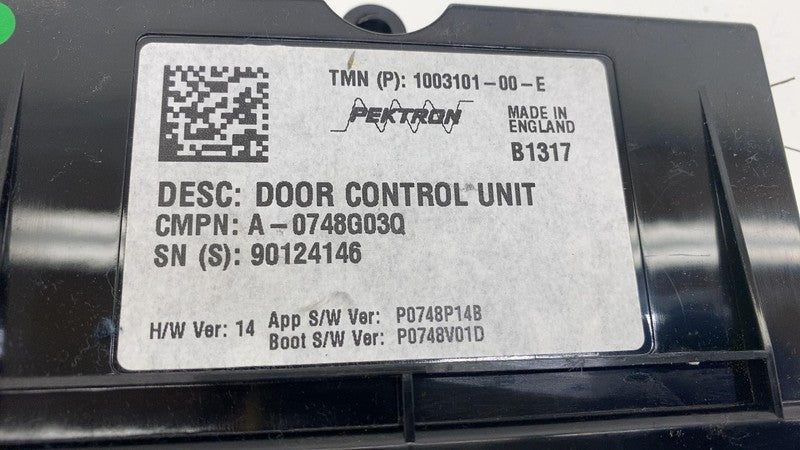 TMN (P): 1003101-00-E
PEKTRON
MADE IN
ENGLAND
B1317
DESC: DOOR CONTROL UNIT
CMPN: A-0748G03Q
SN (S): 90124146
H/W Ver: 14 App S/W Ver: P0748P14B
Boot S/W Ver: P0748V01D